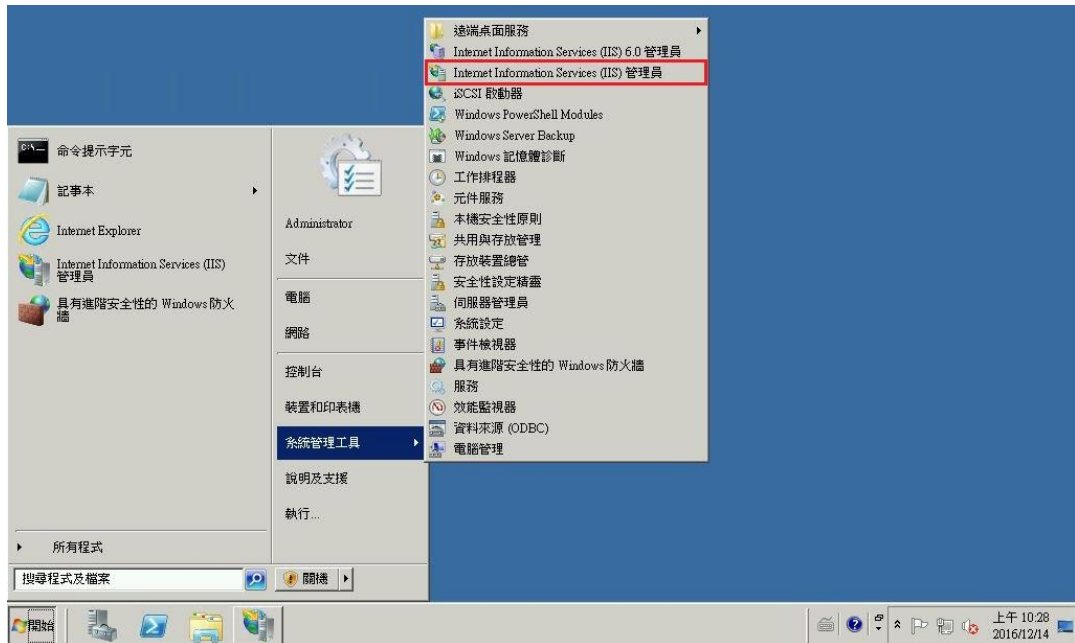 遠端桌面服務
Internet Information Services (IIS) 6.0 管理員
Internet Information Services (IIS) 管理員
iSCSI 啟動器
Windows PowerShell Modules
Windows Server Backup
Windows 記憶體診斷
工作排程器
元件服務
本機安全性原則
共用與存放管理
存放裝置總管
安全性設定精靈
伺服器管理員
系統設定
事件檢視器
具有進階安全性的 Windows 防火牆
服務
效能監視器
資料來源 (ODBC)
電腦管理
命令提示字元
記事本
Internet Explorer
Internet Information Services (IIS)
管理員
具有進階安全性的 Windows 防火
牆
所有程式
搜尋程式及檔案
Administrator
文件
電腦
網路
控制台
裝置和印表機
系統管理工具
說明及支援
執行...
關機
開始
上午 10:28
2016/12/14